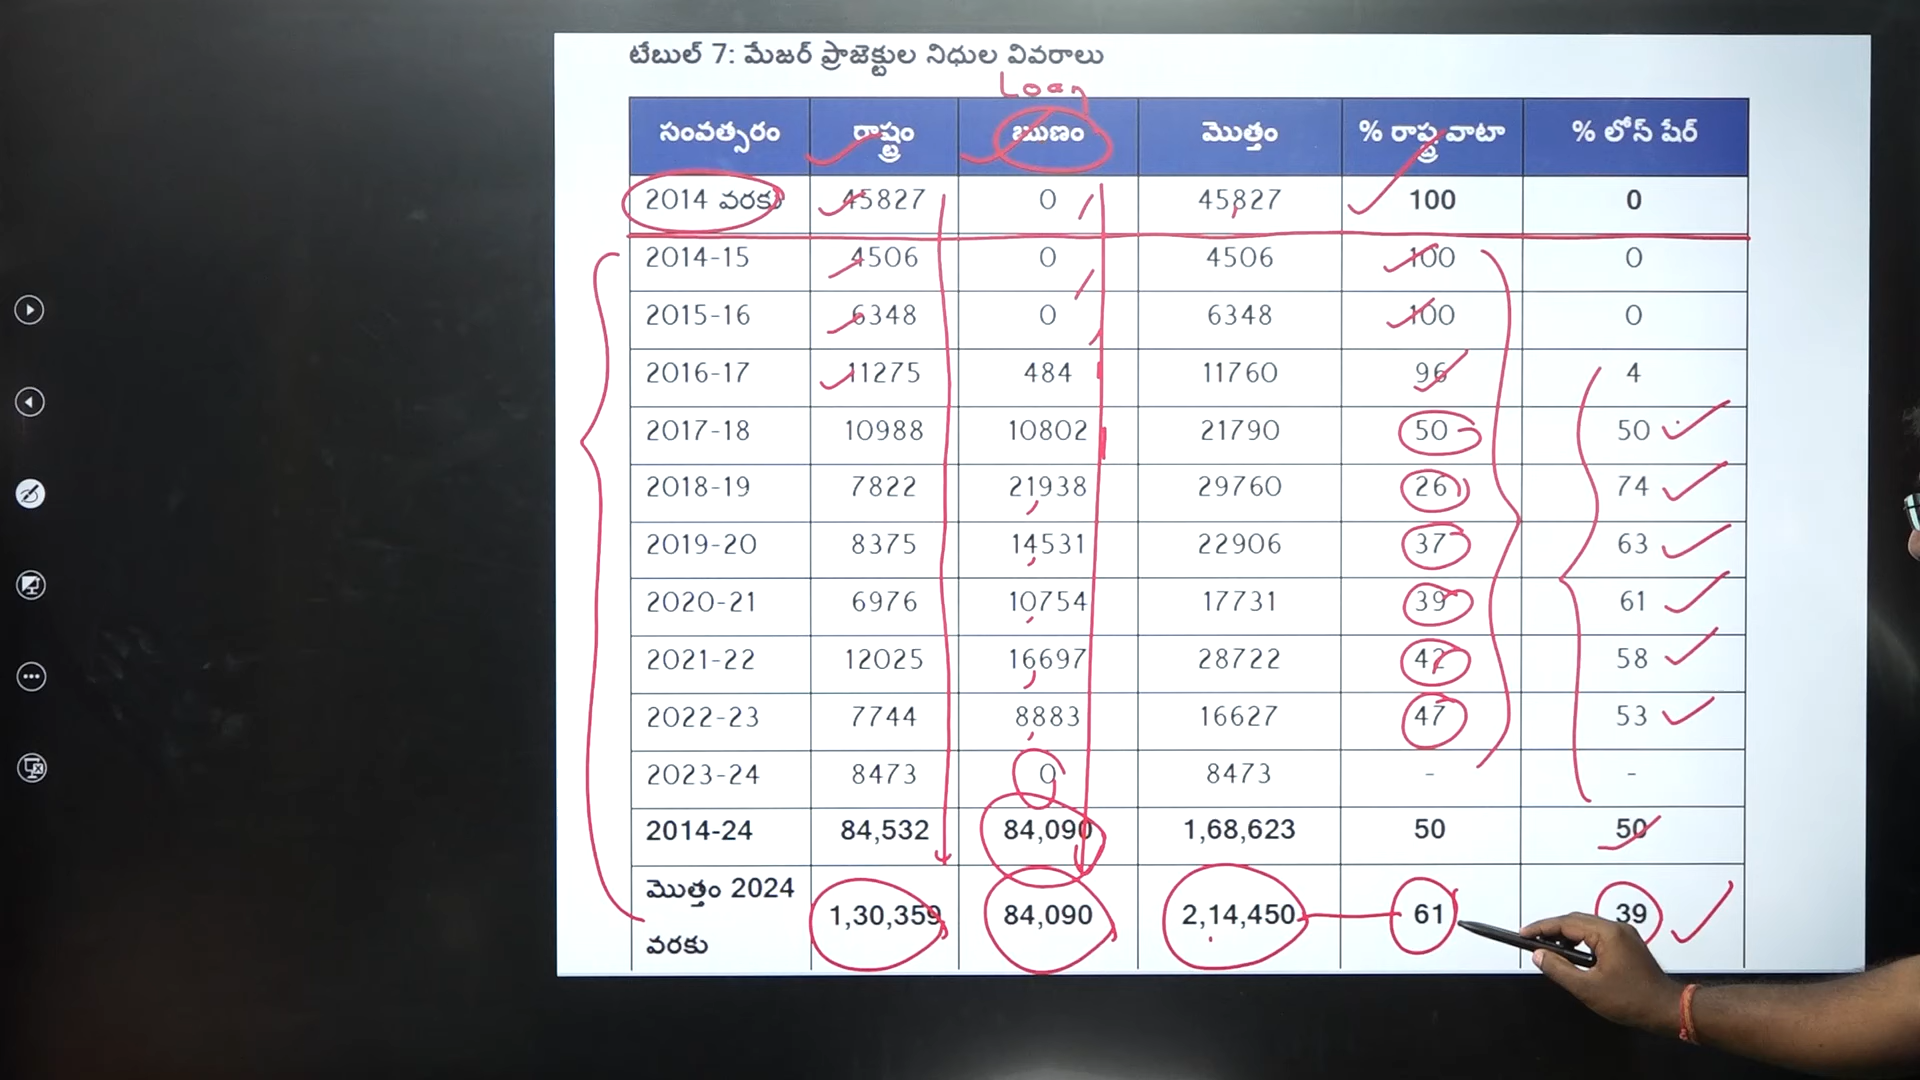 టేబుల్ 7: మేజర్ ప్రాజెక్టుల నిధుల వివరాలు
Loan
సంవత్సరం రాష్ట్రం ఋణం మొత్తం % రాష్ట్ర వాటా % లోన్ షేర్
2014 వరకు 45827 0 45827 100 0
2014-15 4506 0 4506 100 0
2015-16 6348 0 6348 100 0
2016-17 11275 484 11760 96 4
2017-18 10988 10802 21790 50 50
2018-19 7822 21938 29760 26 74
2019-20 8375 14531 22906 37 63
2020-21 6976 10754 17731 39 61
2021-22 12025 16697 28722 42 58
2022-23 7744 8883 16627 47 53
2023-24 8473 0 8473 - -
2014-24 84,532 84,090 1,68,623 50 50
మొత్తం 2024
వరకు 1,30,359 84,090 2,14,450 61 39